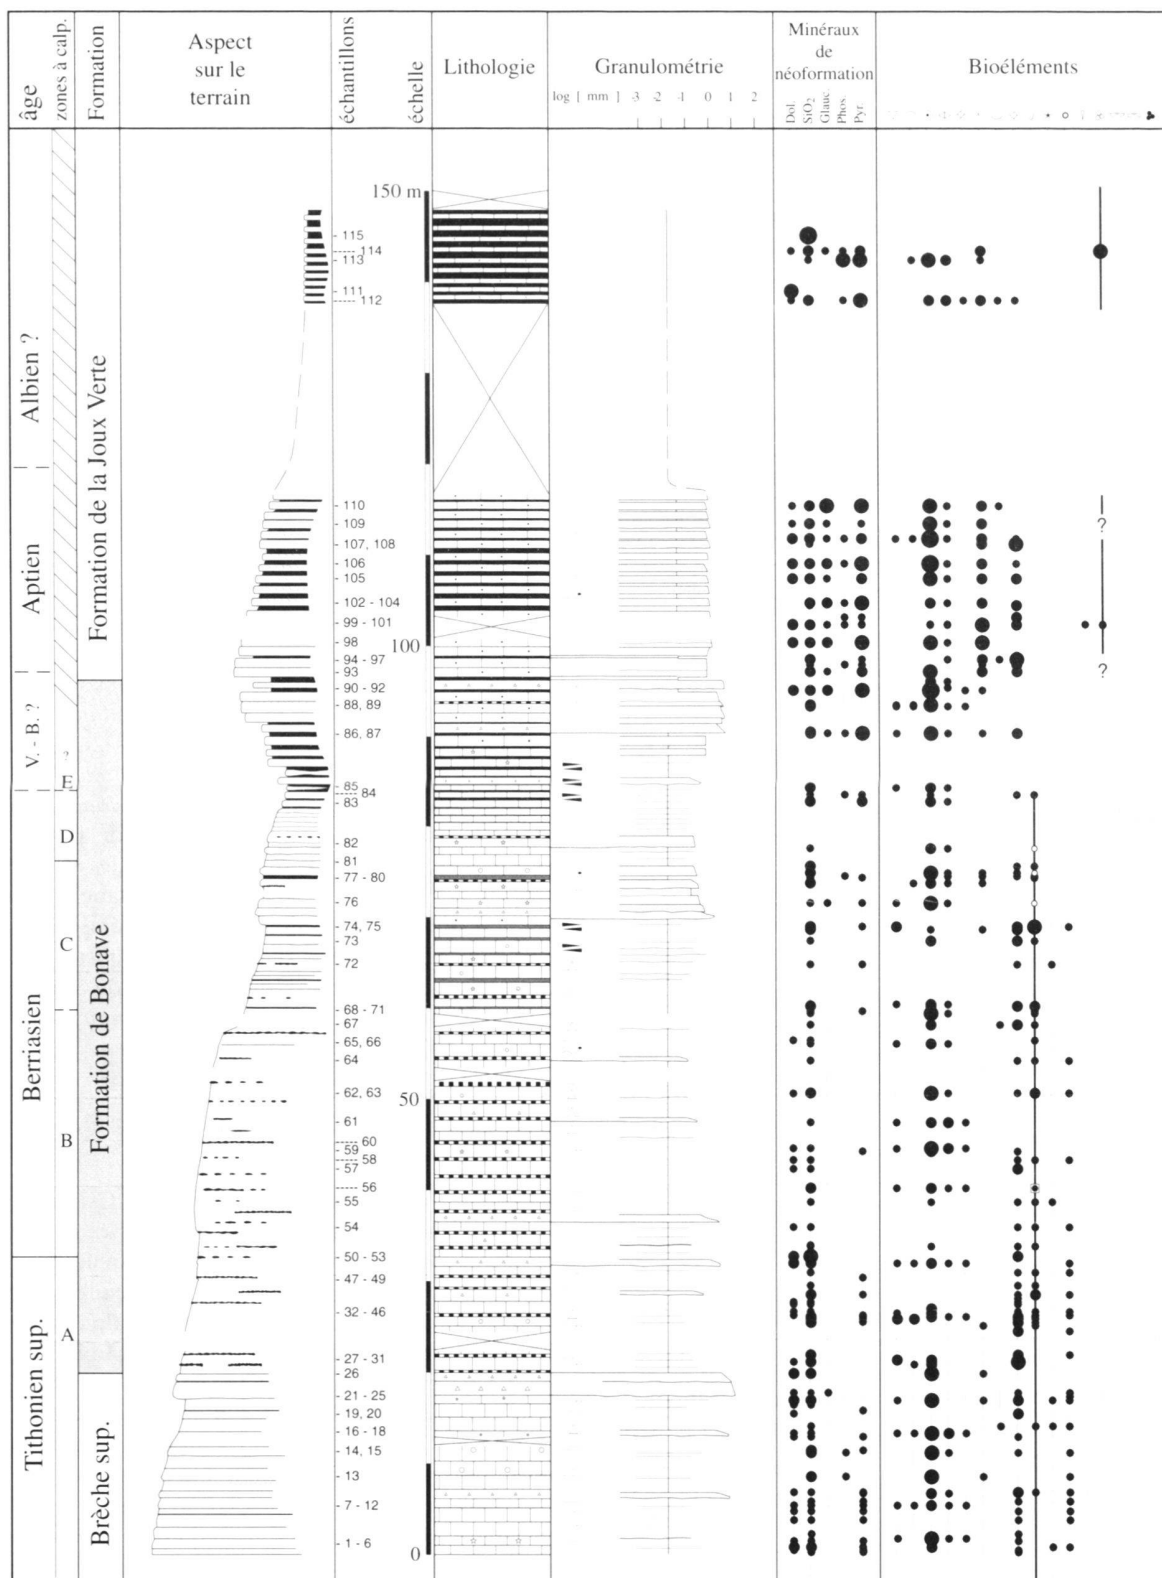 âge
zones à calp.
Formation
Aspect
sur le
terrain
échantillons
échelle
Lithologie
Granulométrie
log [ mm ] -3 -2 -1 0 1 2
Minéraux
de
néoformation
Dol.
SiO2
Glauc.
Phos.
Pyr.
Bioéléments
Albien ?
Aptien
V. - B. ?
Berriasien
Tithonien sup.
?
E
D
C
B
A
Formation de la Joux Verte
Formation de Bonave
Brèche sup.
150 m
100
50
0
- 115
----- 114
- 113
- 111
----- 112
- 110
- 109
- 107, 108
- 106
- 105
- 102 - 104
- 99 - 101
- 98
- 94 - 97
- 93
- 90 - 92
- 88, 89
- 86, 87
- 85
----- 84
- 83
- 82
- 81
- 77 - 80
- 76
- 74, 75
- 73
- 72
- 68 - 71
- 67
- 65, 66
- 64
- 62, 63
- 61
----- 60
- 59
----- 58
- 57
----- 56
- 55
- 54
- 50 - 53
- 47 - 49
- 32 - 46
- 27 - 31
- 26
- 21 - 25
- 19, 20
- 16 - 18
- 14, 15
- 13
- 7 - 12
- 1 - 6
?
?